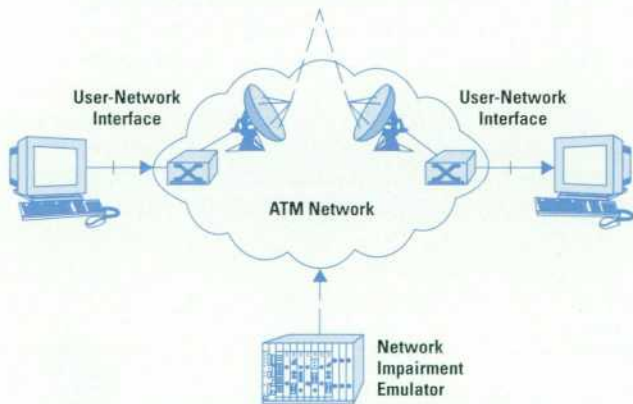 User-Network
Interface
User-Network
Interface
ATM Network
Network
Impairment
Emulator